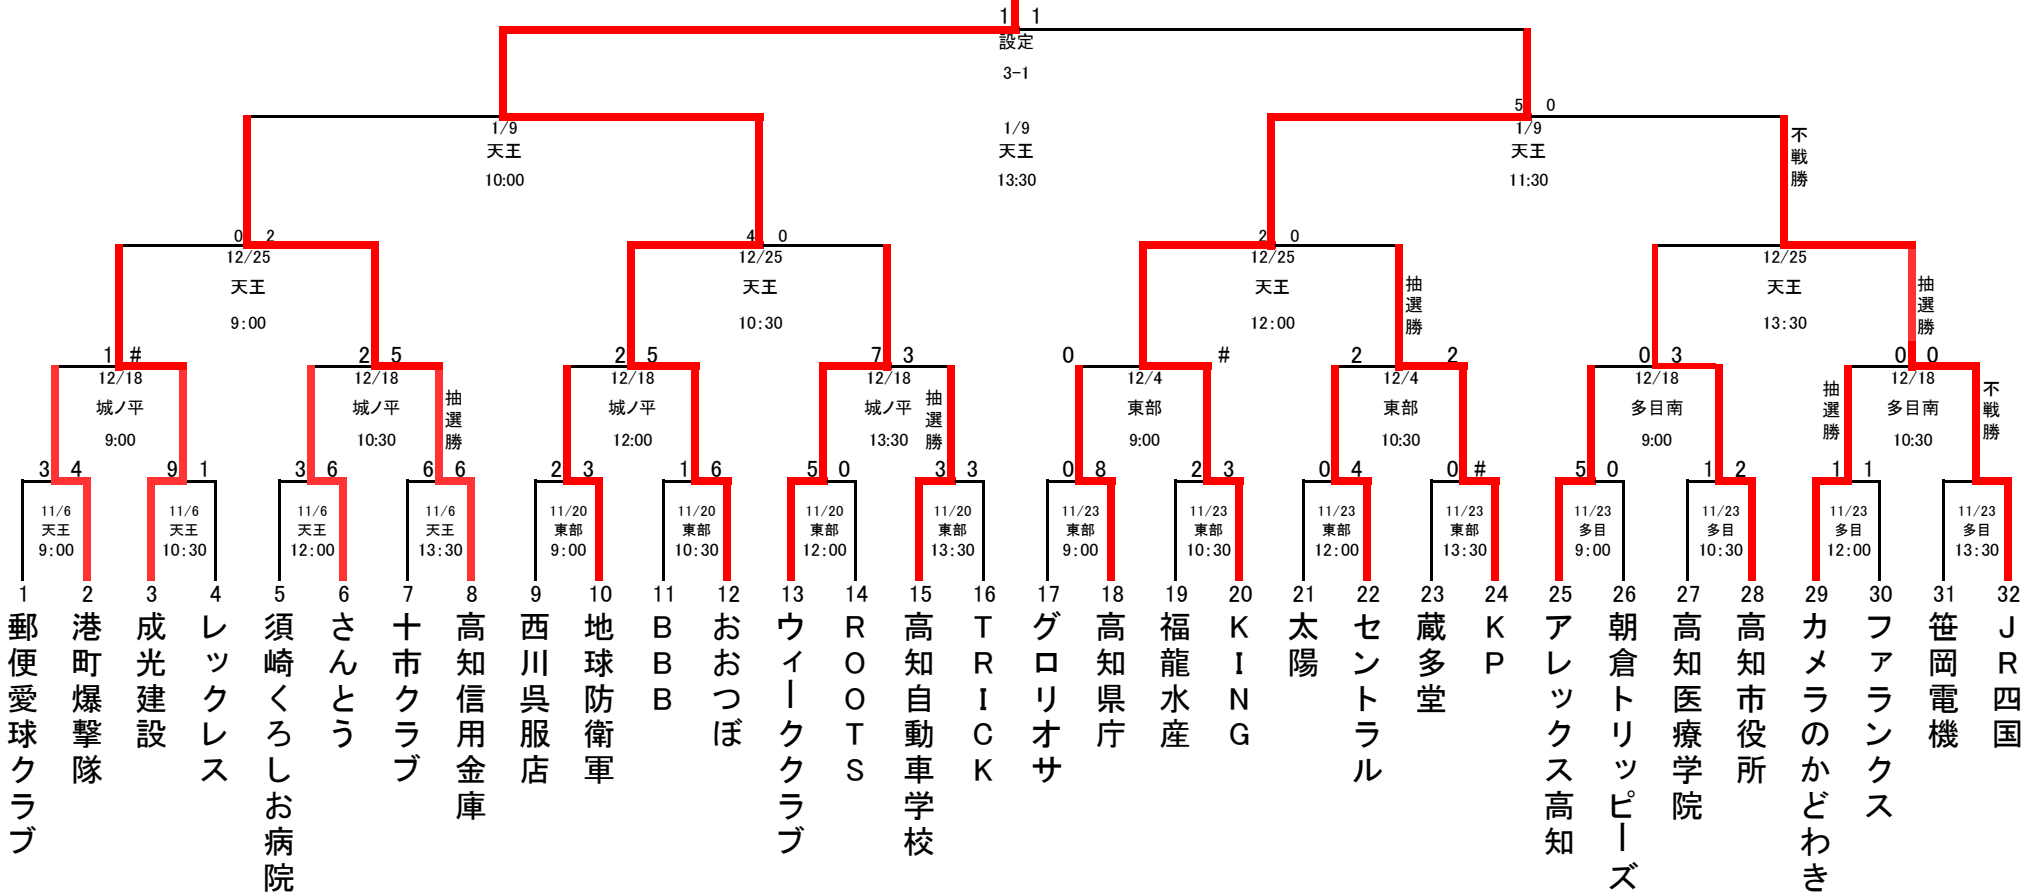 1 1
設定
3-1
5 0
1/9
天王
10:00
1/9
天王
13:30
1/9
天王
11:30
不戦勝
0 2
12/25
天王
9:00
4 0
12/25
天王
10:30
2 0
12/25
天王
12:00
12/25
天王
13:30
抽選勝
抽選勝
1 #
12/18
城ノ平
9:00
2 5
12/18
城ノ平
10:30
2 5
12/18
城ノ平
12:00
7 3
12/18
城ノ平
13:30
0 #
12/4
東部
9:00
2 2
12/4
東部
10:30
0 3
12/18
多目南
9:00
0 0
12/18
多目南
10:30
抽選勝
抽選勝
抽選勝
不戦勝
3 4
11/6
天王
9:00
9 1
11/6
天王
10:30
3 6
11/6
天王
12:00
6 6
11/6
天王
13:30
2 3
11/20
東部
9:00
1 6
11/20
東部
10:30
5 0
11/20
東部
12:00
3 3
11/20
東部
13:30
0 8
11/23
東部
9:00
2 3
11/23
東部
10:30
0 4
11/23
東部
12:00
0 #
11/23
東部
13:30
5 0
11/23
多目
9:00
1 2
11/23
多目
10:30
1 1
11/23
多目
12:00
11/23
多目
13:30
1 2 3 4 5 6 7 8 9 10 11 12 13 14 15 16 17 18 19 20 21 22 23 24 25 26 27 28 29 30 31 32
郵便愛球クラブ
港町爆撃隊
成光建設
レックレス
須崎くろしお病院
さんとう
十市クラブ
高知信用金庫
西川呉服店
地球防衛軍
BBB
おおつぼ
ウィーククラブ
ROOTS
高知自動車学校
TRICK
グロリオサ
高知県庁
福龍水産
KING
太陽
セントラル
蔵多堂
KP
アレックス高知
朝倉トリッピーズ
高知医療学院
高知市役所
カメラのかどわき
ファランクス
笹岡電機
JR四国